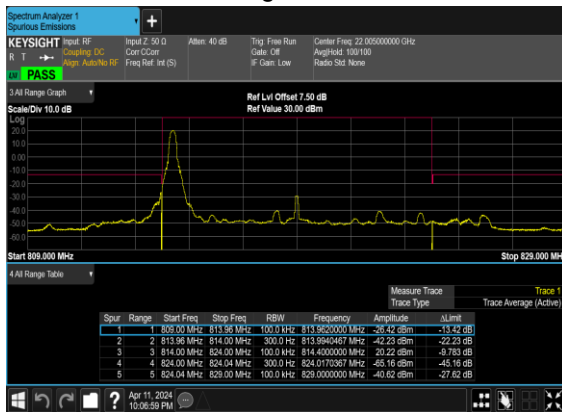 Spectrum Analyzer 1
Spurious Emissions
KEYSIGHT Input: RF Input Z: 50 Ω Atten: 40 dB Trig: Free Run Center Freq: 22.005000000 GHz
R T Coupling: DC Corr CCorr Gate: Off Avg|Hold: 100/100
Align: Auto/No RF Freq Ref: Int (S) IF Gain: Low Radio Std: None
LM PASS
3 All Range Graph
Ref Lvl Offset 7.50 dB
Scale/Div 10.0 dB Ref Value 30.00 dBm
Log
20.0
10.0
0.00
-10.0
-20.0
-30.0
-40.0
-50.0
-60.0
Start 809.000 MHz Stop 829.000 MH
4 All Range Table
Measure Trace Trace 1
Trace Type Trace Average (Active)
Spur Range Start Freq Stop Freq RBW Frequency Amplitude ΔLimit
1 1 809.00 MHz 813.96 MHz 100.0 kHz 813.9620000 MHz -26.42 dBm -13.42 dB
2 2 813.96 MHz 814.00 MHz 300.0 Hz 813.9940467 MHz -42.23 dBm -22.23 dB
3 3 814.00 MHz 824.00 MHz 100.0 kHz 814.4000000 MHz 20.22 dBm -9.783 dB
4 4 824.00 MHz 824.04 MHz 300.0 Hz 824.0170367 MHz -65.16 dBm -45.16 dB
5 5 824.04 MHz 829.00 MHz 100.0 kHz 829.0000000 MHz -40.62 dBm -27.62 dB
Apr 11, 2024
10:06:59 PM